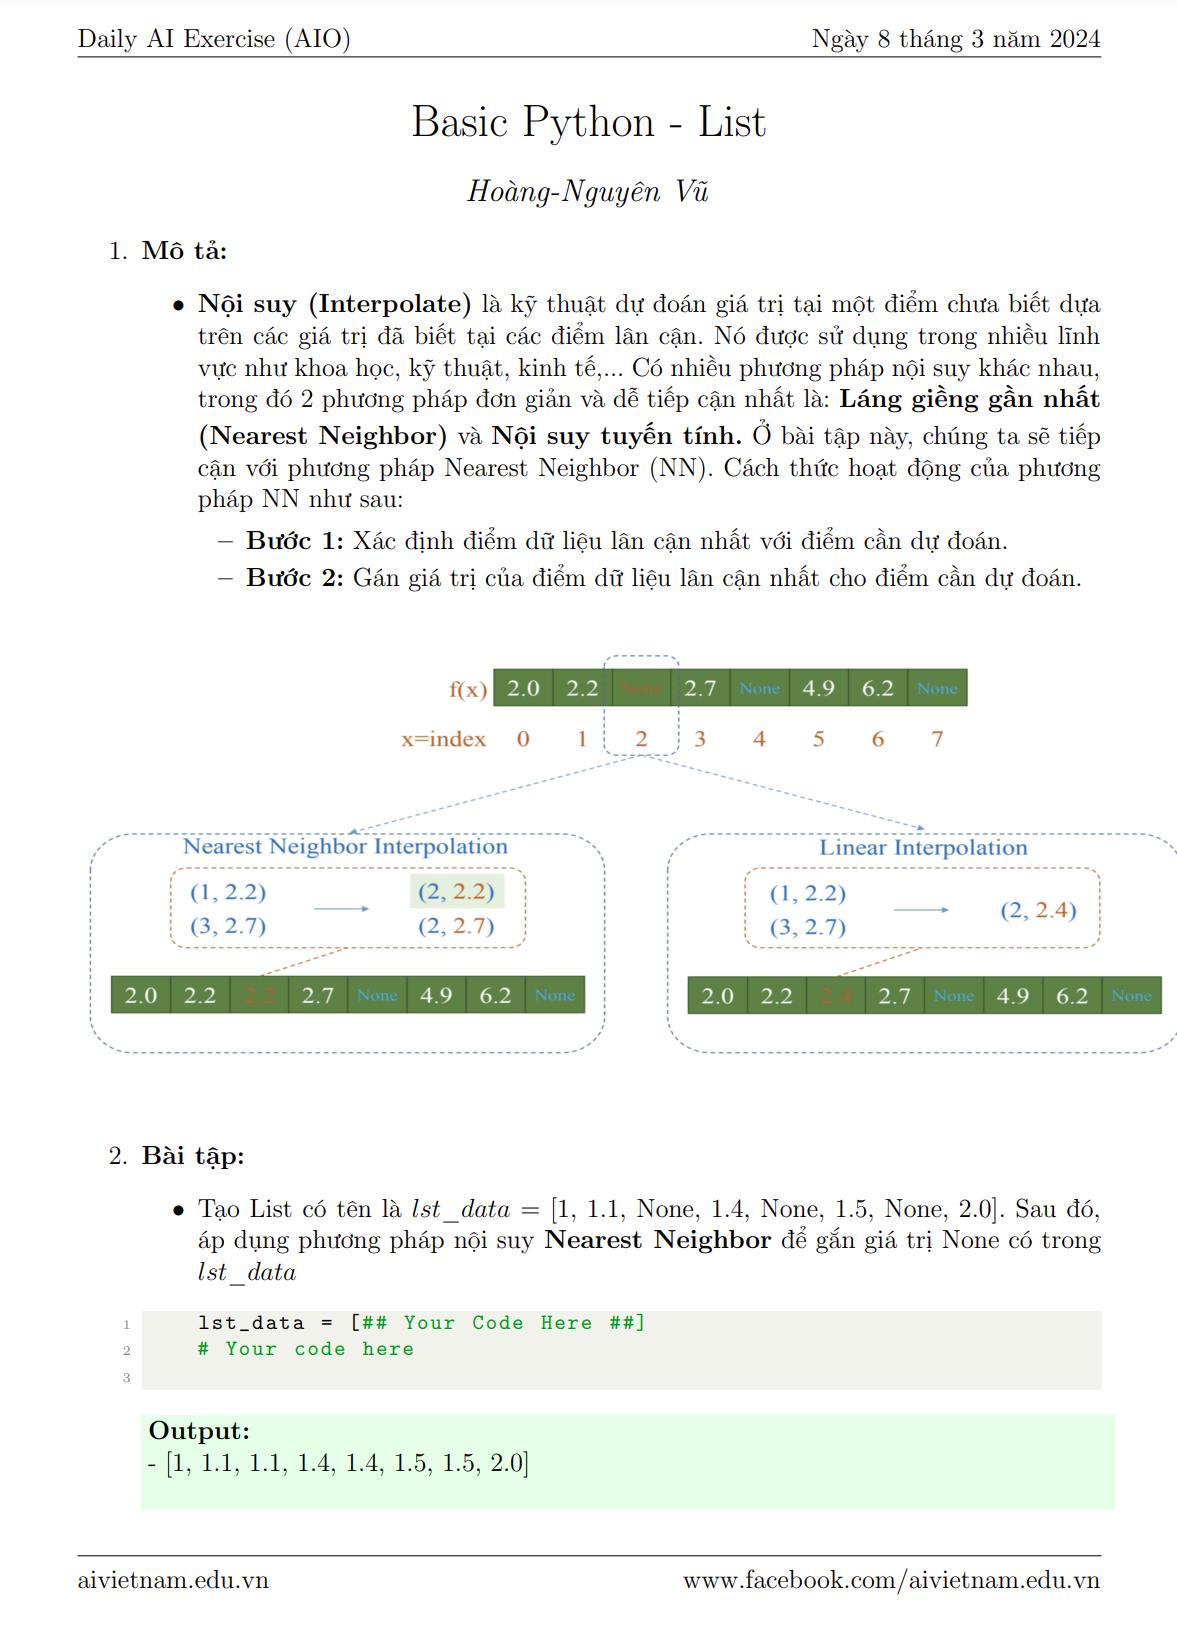 Daily AI Exercise (AIO) Ngày 8 tháng 3 năm 2024
Basic Python - List
Hoàng-Nguyên Vũ
1. Mô tả:
• Nội suy (Interpolate) là kỹ thuật dự đoán giá trị tại một điểm chưa biết dựa
trên các giá trị đã biết tại các điểm lân cận. Nó được sử dụng trong nhiều lĩnh
vực như khoa học, kỹ thuật, kinh tế,... Có nhiều phương pháp nội suy khác nhau,
trong đó 2 phương pháp đơn giản và dễ tiếp cận nhất là: Láng giềng gần nhất
(Nearest Neighbor) và Nội suy tuyến tính. Ở bài tập này, chúng ta sẽ tiếp
cận với phương pháp Nearest Neighbor (NN). Cách thức hoạt động của phương
pháp NN như sau:
– Bước 1: Xác định điểm dữ liệu lân cận nhất với điểm cần dự đoán.
– Bước 2: Gán giá trị của điểm dữ liệu lân cận nhất cho điểm cần dự đoán.
f(x) 2.0 2.2 None 2.7 None 4.9 6.2 None
x=index 0 1 2 3 4 5 6 7
Nearest Neighbor Interpolation
(1, 2.2) (2, 2.2)
(3, 2.7) (2, 2.7)
2.0 2.2 2.2 2.7 None 4.9 6.2 None
Linear Interpolation
(1, 2.2)
(3, 2.7)
(2, 2.4)
2.0 2.2 2.4 2.7 None 4.9 6.2 None
2. Bài tập:
• Tạo List có tên là lst_data = [1, 1.1, None, 1.4, None, 1.5, None, 2.0]. Sau đó,
áp dụng phương pháp nội suy Nearest Neighbor để gắn giá trị None có trong
lst_data
1 lst_data = [## Your Code Here ##]
2 # Your code here
3
Output:
- [1, 1.1, 1.1, 1.4, 1.4, 1.5, 1.5, 2.0]
aivietnam.edu.vn www.facebook.com/aivietnam.edu.vn